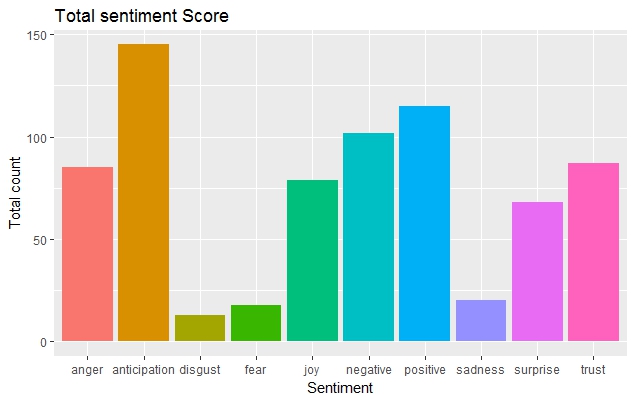 Total sentiment Score
Total count
150
100
50
0
anger anticipation disgust fear joy negative positive sadness surprise trust
Sentiment